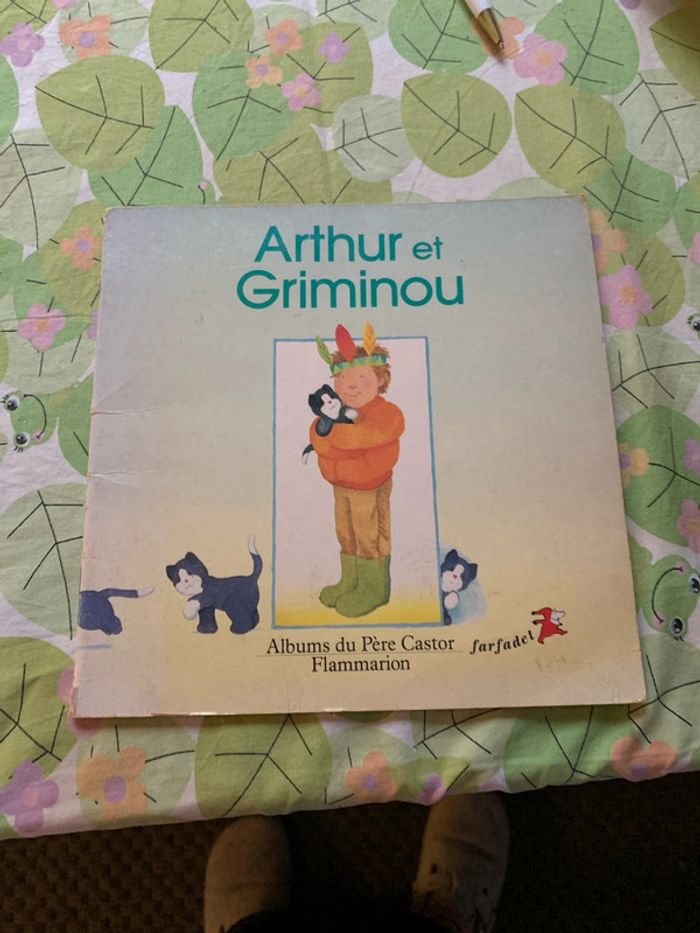 Arthur et
Griminou
Albums du Père Castor
Flammarion
farfadet